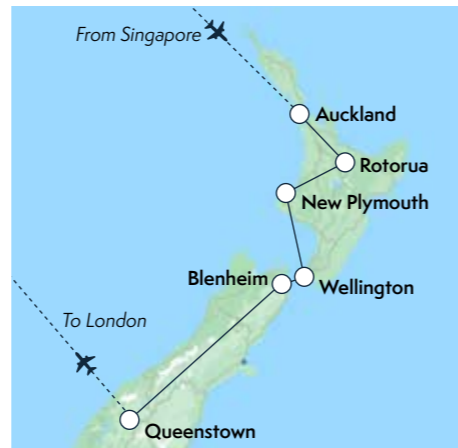 From Singapore
Auckland
Rotorua
New Plymouth
Blenheim
Wellington
To London
Queenstown